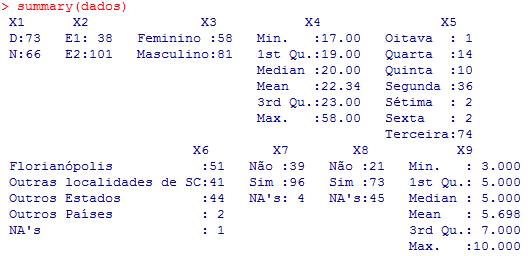 > summary(dados)
X1 X2 X3 X4 X5
D:73 E1: 38 Feminino :58 Min. :17.00 Oitava : 1
N:66 E2:101 Masculino:81 1st Qu.:19.00 Quarta :14
Median :20.00 Quinta :10
Mean :22.34 Segunda :36
3rd Qu.:23.00 Sétima : 2
Max. :58.00 Sexta : 2
Terceira:74
X6 X7 X8 X9
Florianópolis :51 Não :39 Não :21 Min. : 3.000
Outras localidades de SC:41 Sim :96 Sim :73 1st Qu.: 5.000
Outros Estados :44 NA's: 4 NA's:45 Median : 5.000
Outros Países : 2 Mean : 5.698
NA's : 1 3rd Qu.: 7.000
Max. :10.000